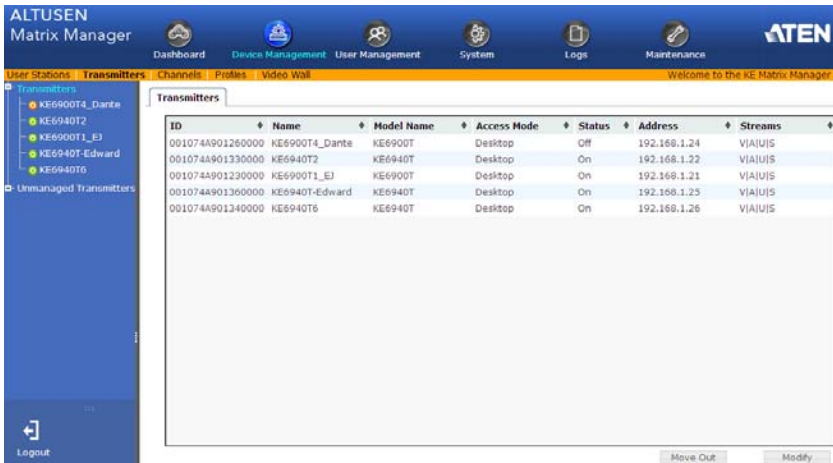 ALTUSEN
Matrix Manager
Dashboard Device Management User Management System Logs Maintenance
ATEN
User Stations Transmitters Channels Profiles Video Wall Welcome to the KE Matrix Manager
Transmitters
KE6900T4_Dante
KE6940T2
KE6900T1_EJ
KE6940T-Edward
KE6940T6
Unmanaged Transmitters
Logout
Transmitters
ID Name Model Name Access Mode Status Address Streams
001074A901260000 KE6900T4_Dante KE6900T Desktop Off 192.168.1.24 V|A|U|S
001074A901330000 KE6940T2 KE6940T Desktop On 192.168.1.22 V|A|U|S
001074A901230000 KE6900T1_EJ KE6900T Desktop On 192.168.1.21 V|A|U|S
001074A901360000 KE6940T-Edward KE6940T Desktop On 192.168.1.25 V|A|U|S
001074A901340000 KE6940T6 KE6940T Desktop On 192.168.1.26 V|A|U|S
Move Out Modify